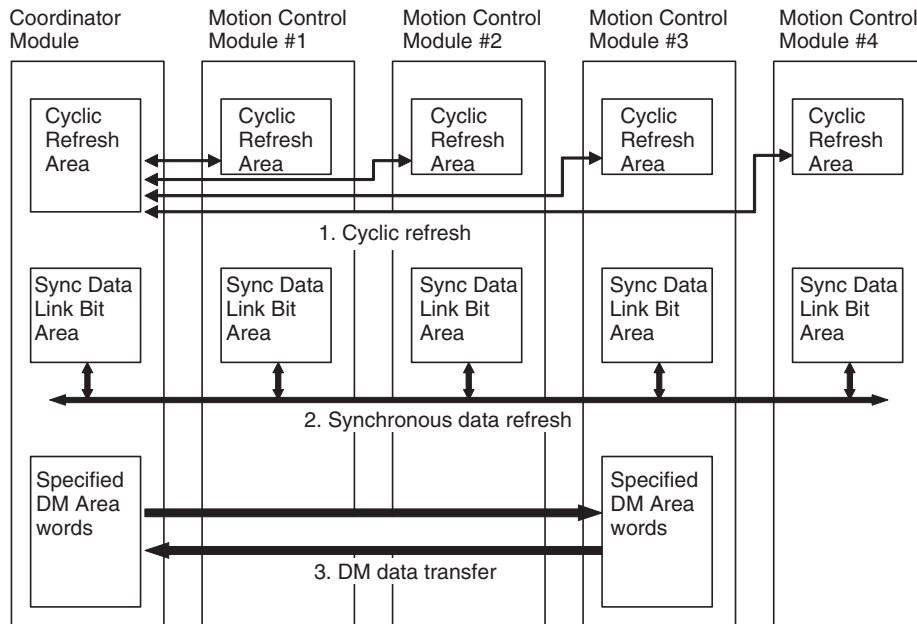 Coordinator
Module
Motion Control
Module #1
Motion Control
Module #2
Motion Control
Module #3
Motion Control
Module #4
Cyclic
Refresh
Area
Cyclic
Refresh
Area
Cyclic
Refresh
Area
Cyclic
Refresh
Area
Cyclic
Refresh
Area
1. Cyclic refresh
Sync Data
Link Bit
Area
Sync Data
Link Bit
Area
Sync Data
Link Bit
Area
Sync Data
Link Bit
Area
Sync Data
Link Bit
Area
2. Synchronous data refresh
Specified
DM Area
words
Specified
DM Area
words
3. DM data transfer